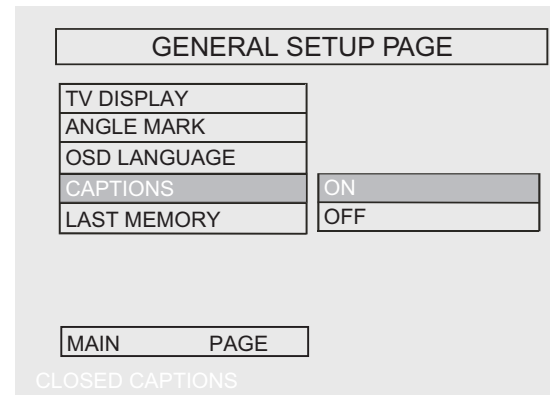 GENERAL SETUP PAGE
TV DISPLAY
ANGLE MARK
OSD LANGUAGE
CAPTIONS ON
LAST MEMORY OFF
MAIN PAGE
CLOSED CAPTIONS